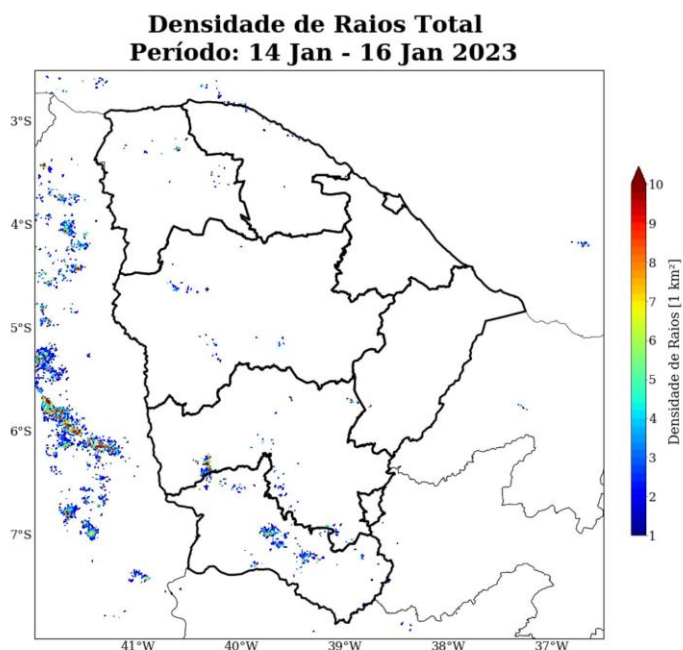 Densidade de Raios Total
Período: 14 Jan - 16 Jan 2023
3°S
4°S
5°S
6°S
7°S
41°W
40°W
39°W
38°W
37°W
10
9
8
7
6
5
4
3
2
1
Densidade de Raios [1 km²]